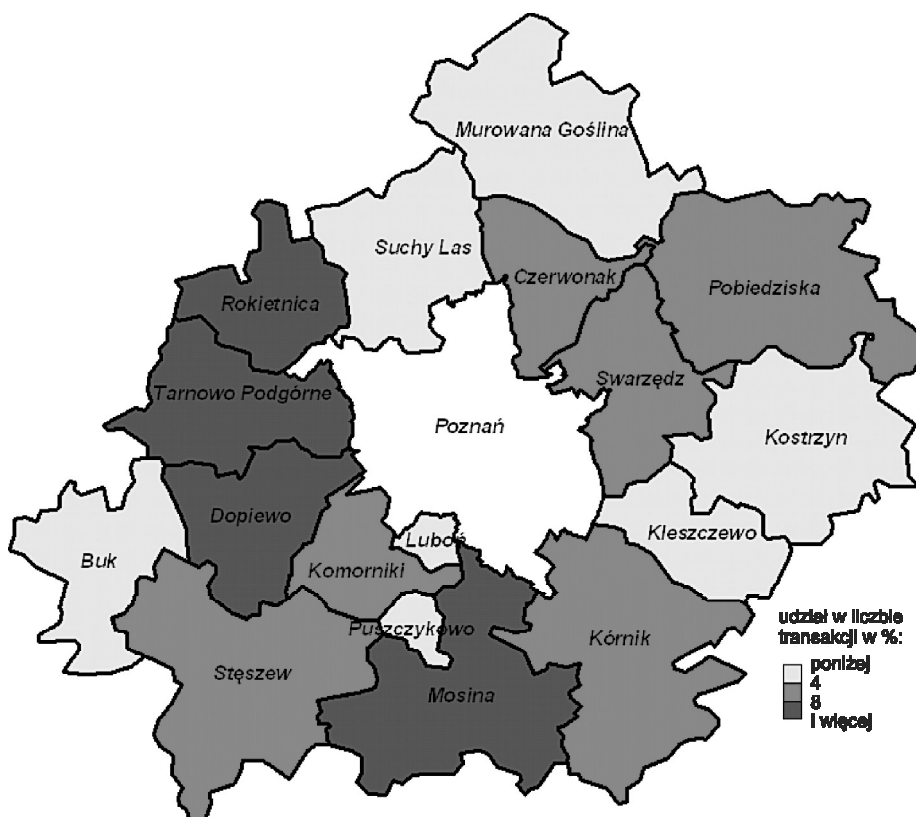 Murowana Goślina
Suchy Las
Czerwonak
Pobiedziska
Rokietnica
Swarzędz
Tarnowo Podgórne
Poznań
Kostrzyn
Dopiewo
Kleszczewo
Luboń
Buk
Komorniki
Puszczykowo
Kórnik
Stęszew
Mosina
udział w liczbie
transakcji w %:
poniżej
4
8
i więcej